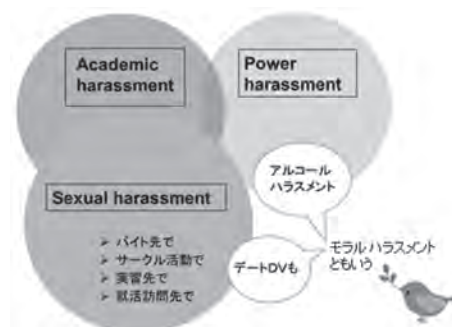 Academic
harassment
Power
harassment
アルコール
ハラスメント
Sexual harassment
➢ バイト先で
➢ サークル活動で
➢ 実習先で
➢ 就活訪問先で
デートDVも
モラル ハラスメント
ともいう